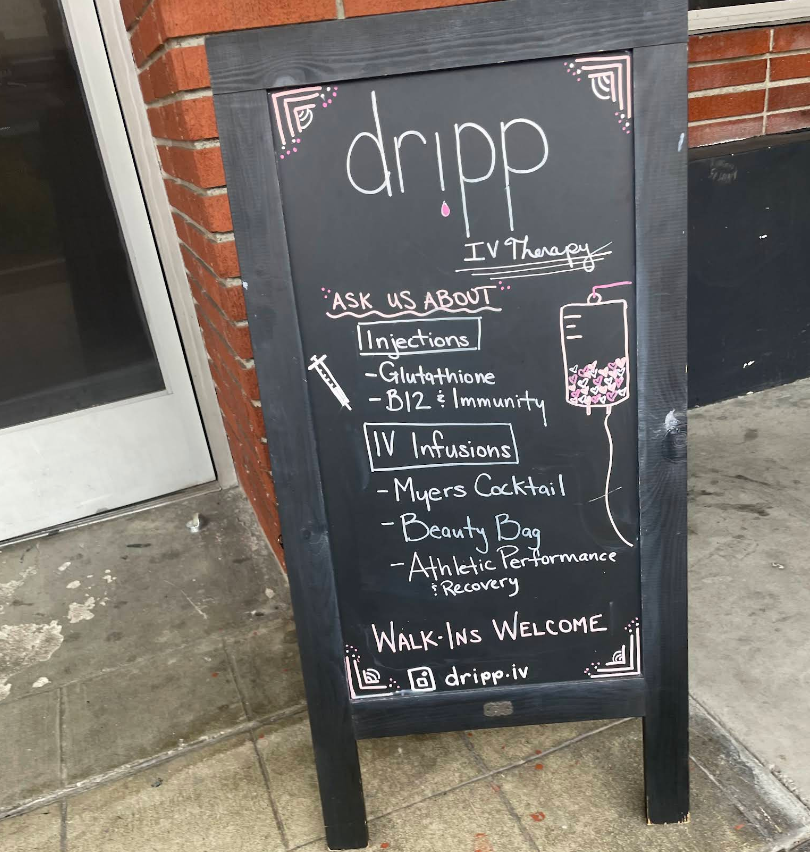 dripp
IV Therapy
ASK US ABOUT
Injections
-Glutathione
-B12 & Immunity
IV Infusions
-Myers Cocktail
-Beauty Bag
-Athletic Performance
& Recovery
WALK-INS WELCOME
dripp.iv